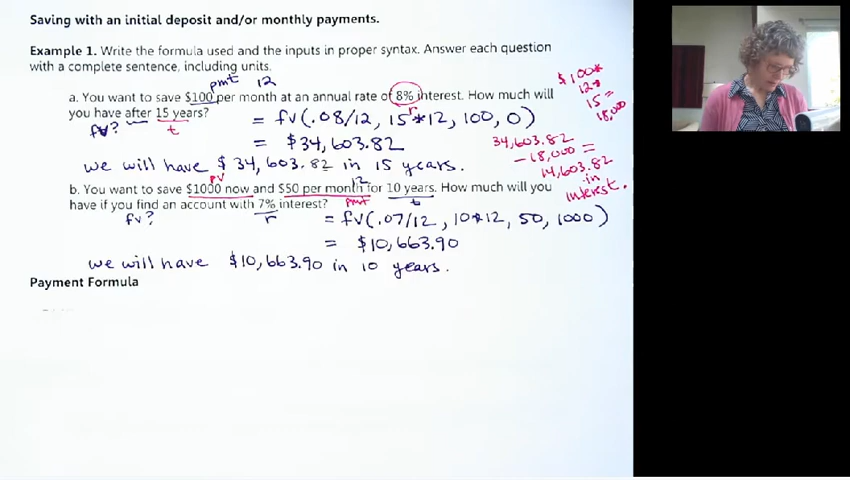 Saving with an initial deposit and/or monthly payments.
Example 1. Write the formula used and the inputs in proper syntax. Answer each question
with a complete sentence, including units.
pmt 12
a. You want to save $100 per month at an annual rate of 8% interest. How much will
you have after 15 years?
r
fv? t
= fv(.08/12, 15*12, 100, 0)
= $34,603.82
we will have $34,603.82 in 15 years.
$100*
12*
15=
18,000
34,603.82
-18,000=
14,603.82
in
interest.
pv 12
b. You want to save $1000 now and $50 per month for 10 years. How much will you
pmt t
have if you find an account with 7% interest?
fv? r
= fv(.07/12, 10*12, 50, 1000)
= $10,663.90
we will have $10,663.90 in 10 years.
Payment Formula